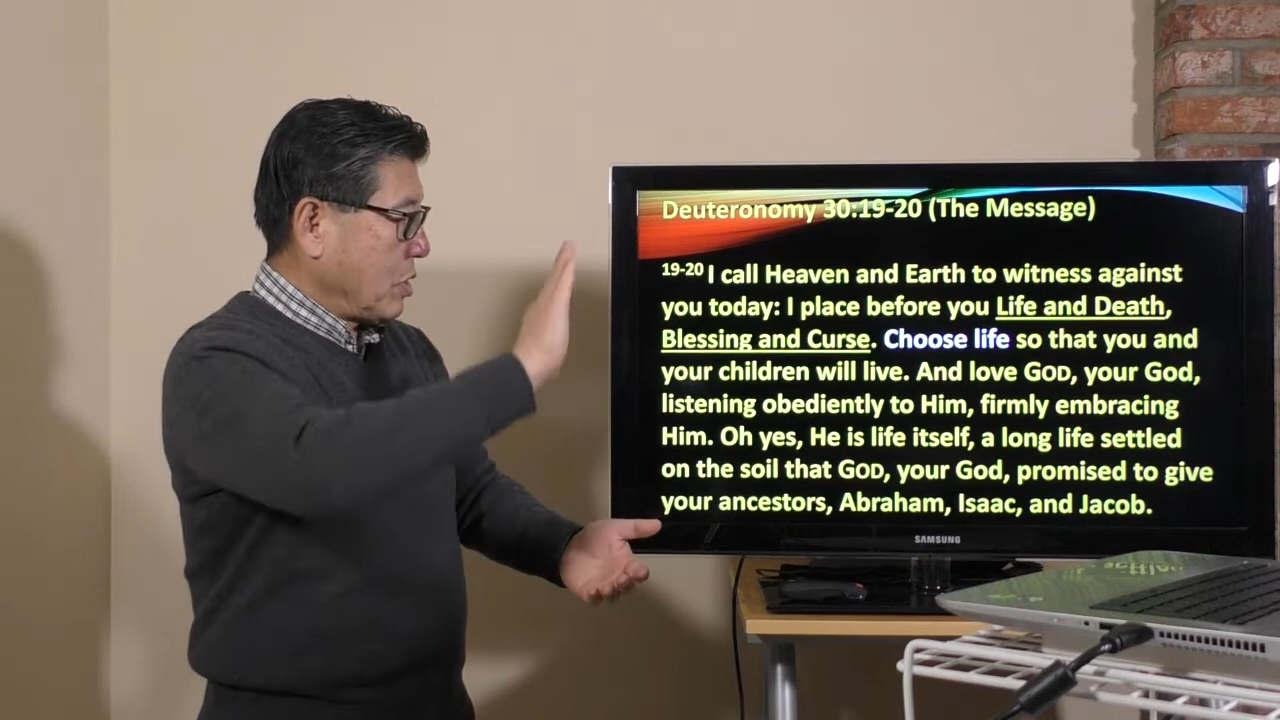 Deuteronomy 30:19-20 (The Message)
19-20 I call Heaven and Earth to witness against
you today: I place before you Life and Death,
Blessing and Curse. Choose life so that you and
your children will live. And love GOD, your God,
listening obediently to Him, firmly embracing
Him. Oh yes, He is life itself, a long life settled
on the soil that GOD, your God, promised to give
your ancestors, Abraham, Isaac, and Jacob.
SAMSUNG